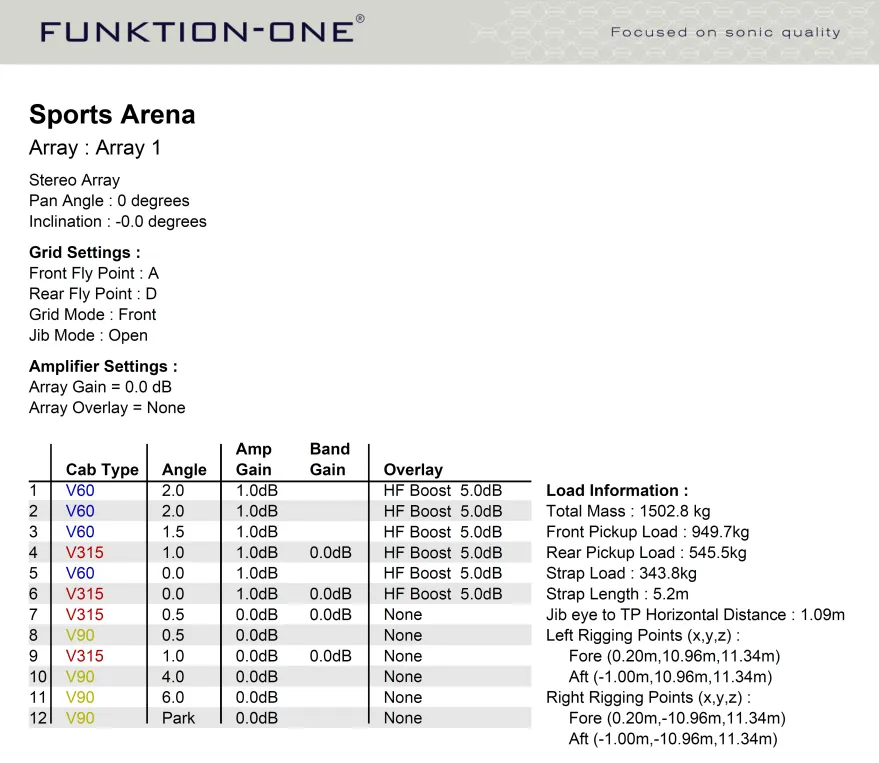 FUNKTION-ONE®
Focused on sonic quality
Sports Arena
Array : Array 1
Stereo Array
Pan Angle : 0 degrees
Inclination : -0.0 degrees
Grid Settings :
Front Fly Point : A
Rear Fly Point : D
Grid Mode : Front
Jib Mode : Open
Amplifier Settings :
Array Gain = 0.0 dB
Array Overlay = None
Amp Band
Cab Type Angle Gain Gain Overlay
1 V60 2.0 1.0dB HF Boost 5.0dB
2 V60 2.0 1.0dB HF Boost 5.0dB
3 V60 1.5 1.0dB HF Boost 5.0dB
4 V315 1.0 1.0dB 0.0dB HF Boost 5.0dB
5 V60 0.0 1.0dB HF Boost 5.0dB
6 V315 0.0 1.0dB 0.0dB HF Boost 5.0dB
7 V315 0.5 0.0dB 0.0dB None
8 V90 0.5 0.0dB None
9 V315 1.0 0.0dB 0.0dB None
10 V90 4.0 0.0dB None
11 V90 6.0 0.0dB None
12 V90 Park 0.0dB None
Load Information :
Total Mass : 1502.8 kg
Front Pickup Load : 949.7kg
Rear Pickup Load : 545.5kg
Strap Load : 343.8kg
Strap Length : 5.2m
Jib eye to TP Horizontal Distance : 1.09m
Left Rigging Points (x,y,z) :
Fore (0.20m,10.96m,11.34m)
Aft (-1.00m,10.96m,11.34m)
Right Rigging Points (x,y,z) :
Fore (0.20m,-10.96m,11.34m)
Aft (-1.00m,-10.96m,11.34m)